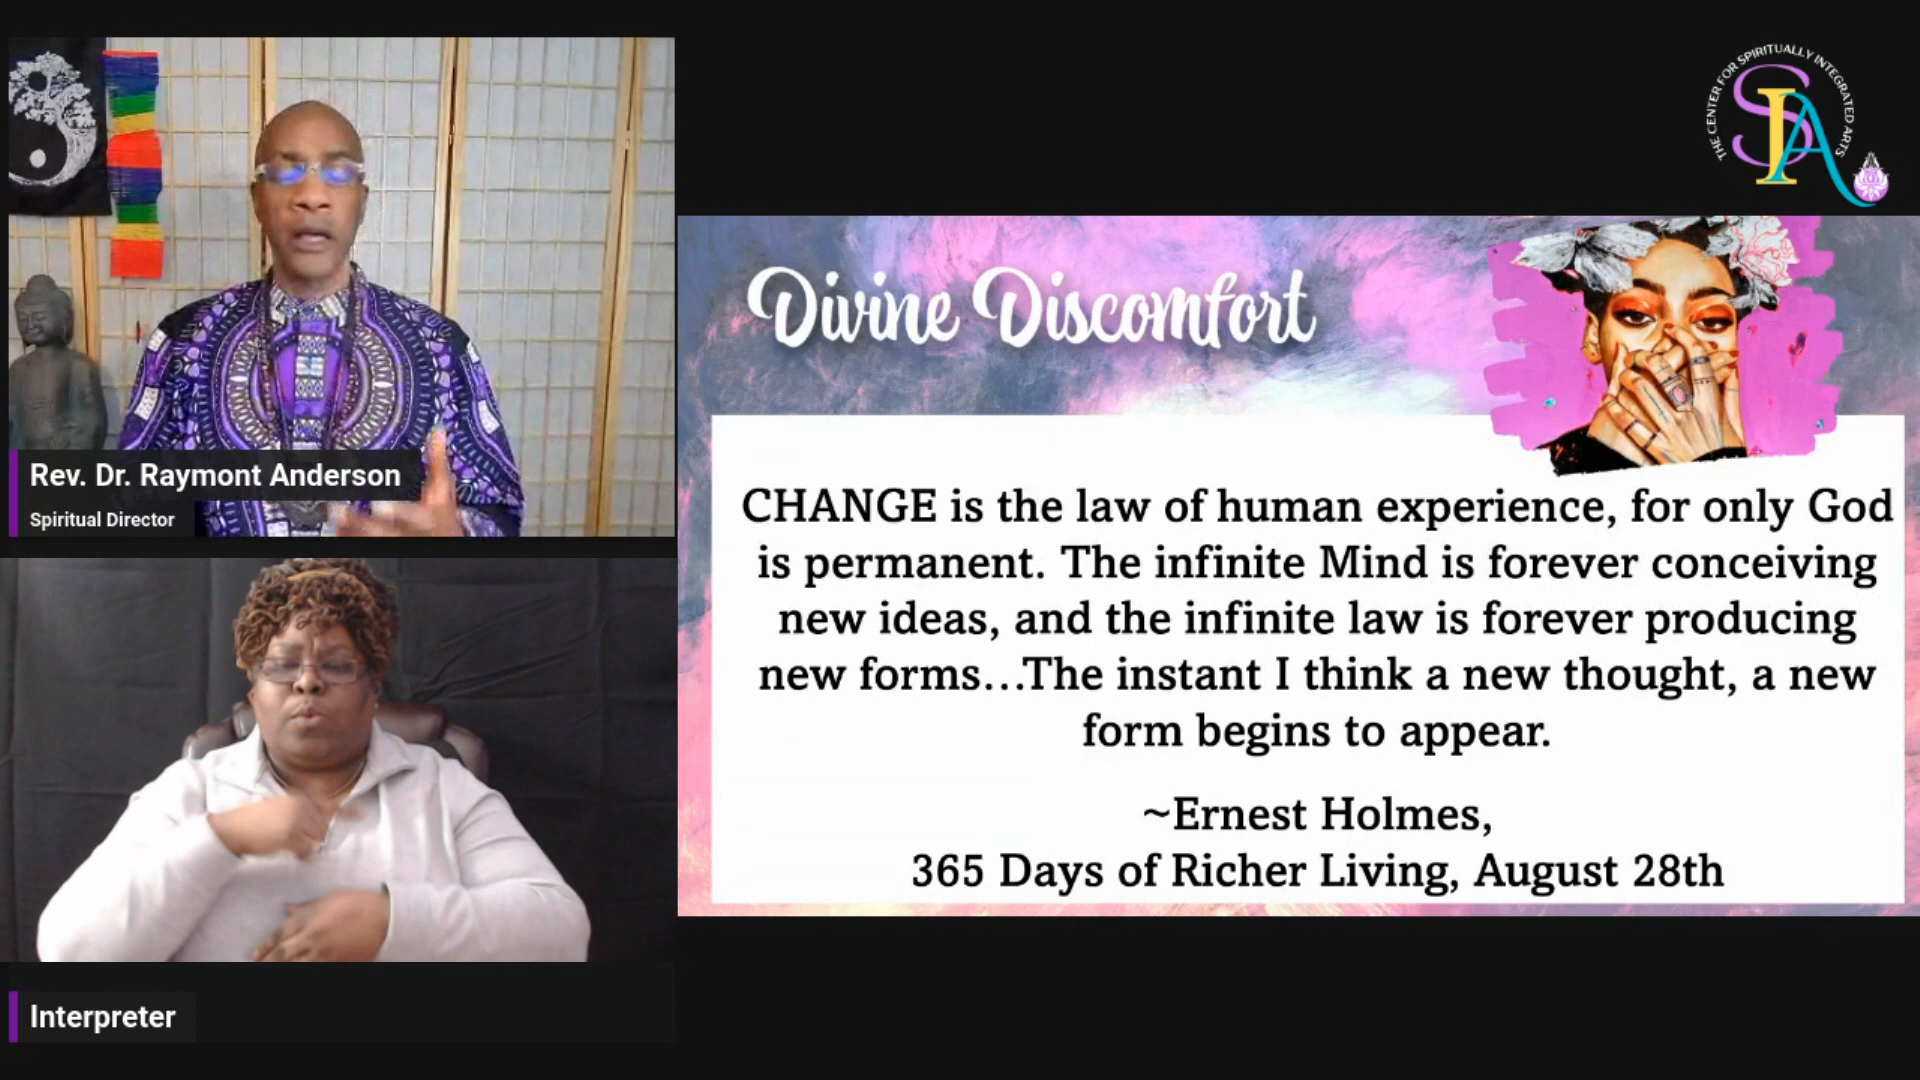 THE CENTER FOR SPIRITUALLY INTEGRATED ARTS
SIA
Rev. Dr. Raymont Anderson
Spiritual Director
Interpreter
Divine Discomfort
CHANGE is the law of human experience, for only God
is permanent. The infinite Mind is forever conceiving
new ideas, and the infinite law is forever producing
new forms...The instant I think a new thought, a new
form begins to appear.
~Ernest Holmes,
365 Days of Richer Living, August 28th